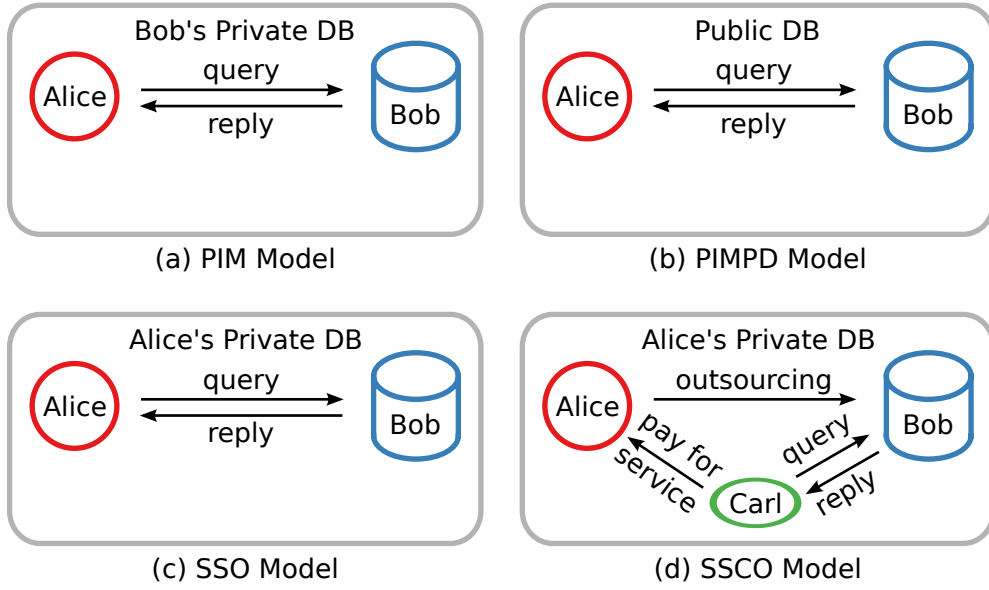 Bob's Private DB
query
Alice
Bob
reply
(a) PIM Model
Public DB
query
Alice
Bob
reply
(b) PIMPD Model
Alice's Private DB
query
Alice
Bob
reply
(c) SSO Model
Alice's Private DB
outsourcing
Alice
Bob
pay for
service
query
reply
Carl
(d) SSCO Model